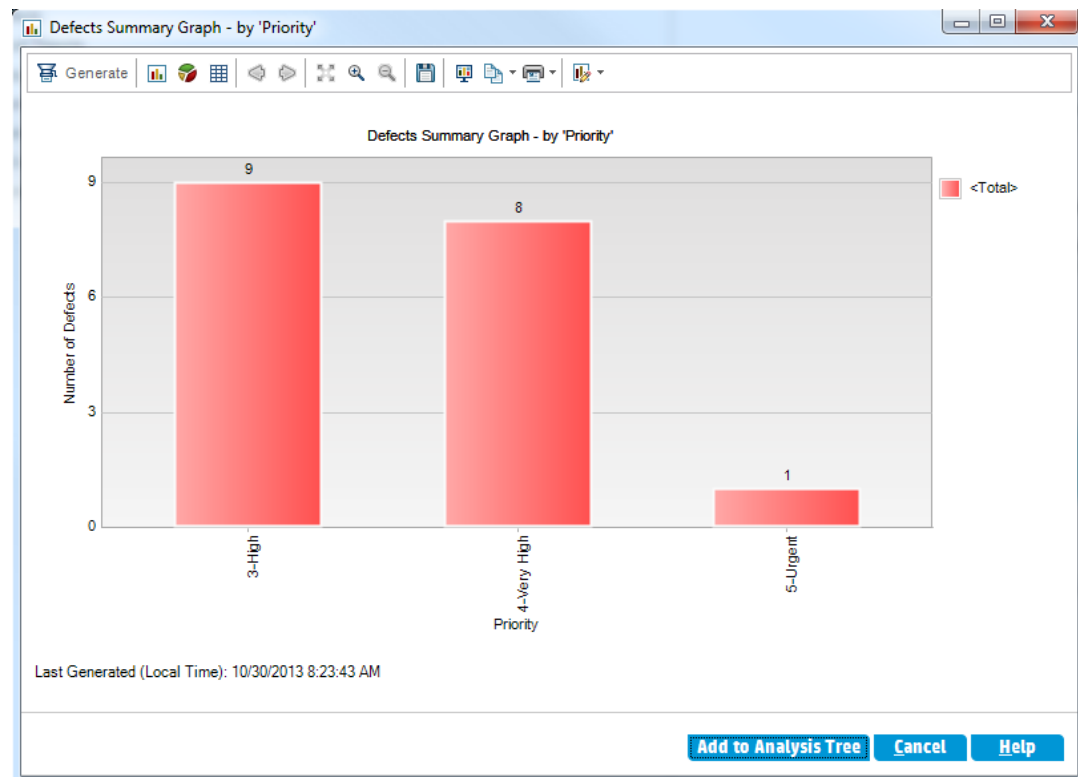 Defects Summary Graph - by 'Priority'
Generate
Defects Summary Graph - by 'Priority'
9
6
3
0
Number of Defects
9
8
1
<Total>
3-High
4-Very High
5-Urgent
Priority
Last Generated (Local Time): 10/30/2013 8:23:43 AM
Add to Analysis Tree
Cancel
Help